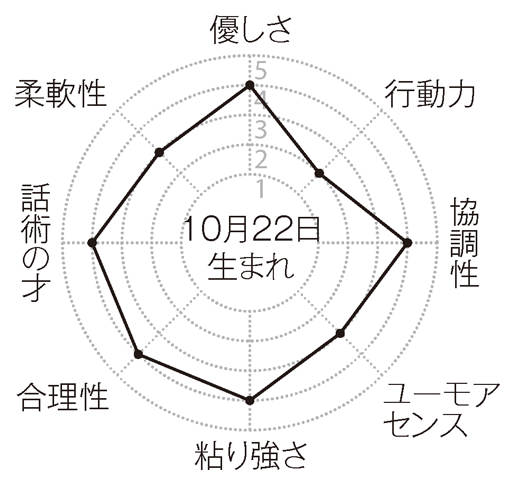 優しさ
5
4
3
2
1
行動力
協調性
ユーモア
センス
粘り強さ
合理性
話術の才
柔軟性
10月22日
生まれ